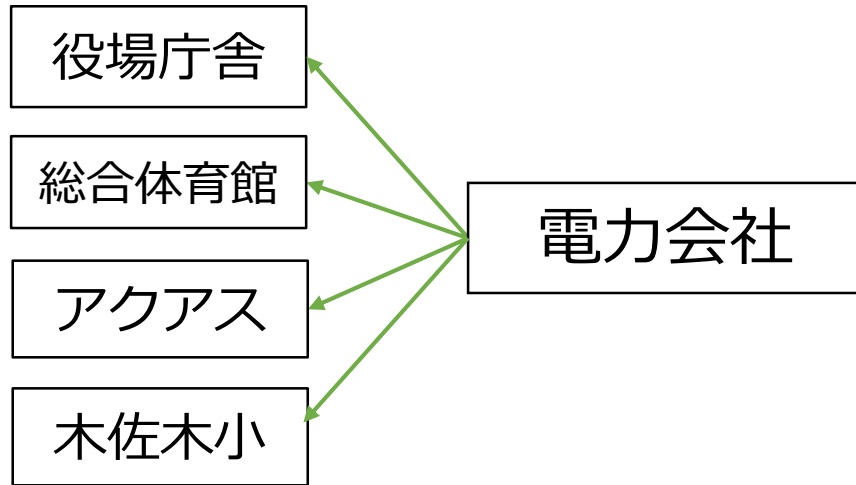 役場庁舎
総合体育館
アクアス
木佐木小
電力会社